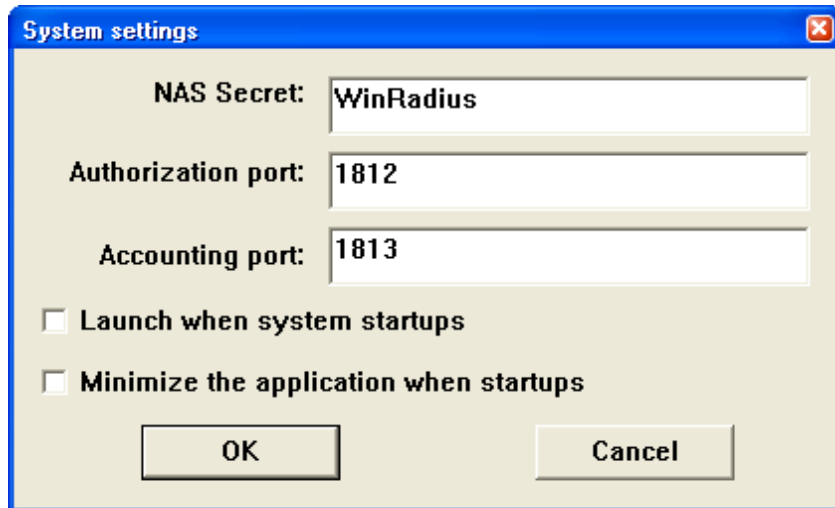 System settings
NAS Secret: WinRadius
Authorization port: 1812
Accounting port: 1813
Launch when system startups
Minimize the application when startups
OK Cancel